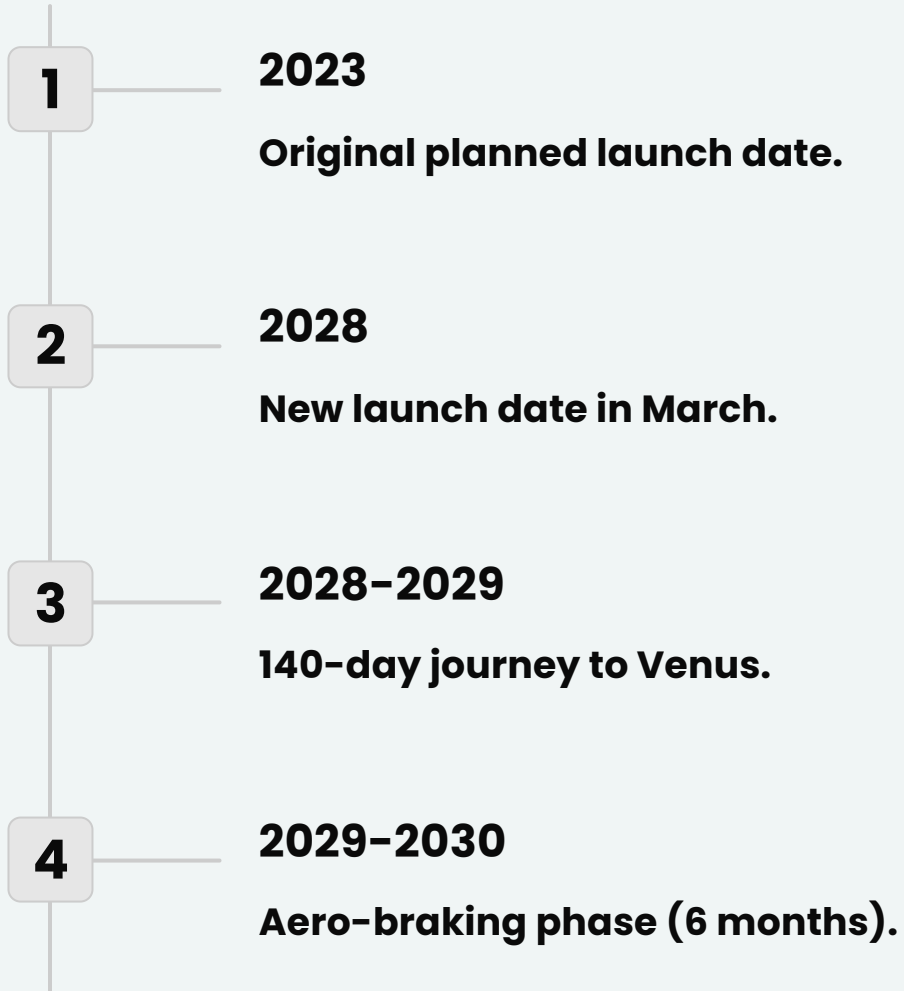 1
2023
Original planned launch date.
2
2028
New launch date in March.
3
2028-2029
140-day journey to Venus.
4
2029-2030
Aero-braking phase (6 months).